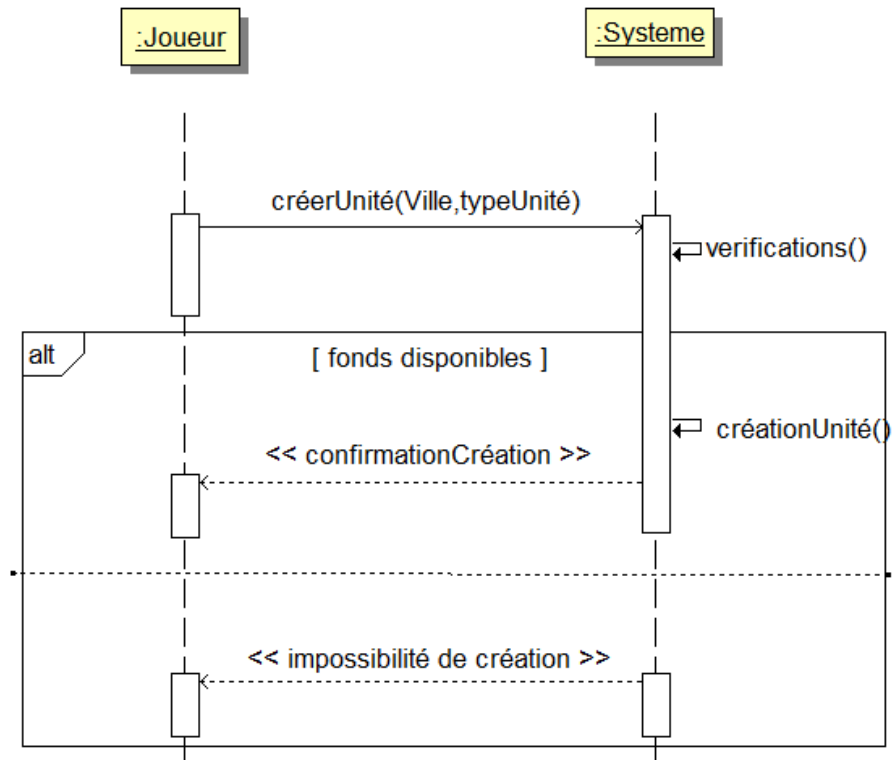 :Joueur
:Systeme
créerUnité(Ville,typeUnité)
verifications()
alt
[ fonds disponibles ]
créationUnité()
<< confirmationCréation >>
<< impossibilité de création >>